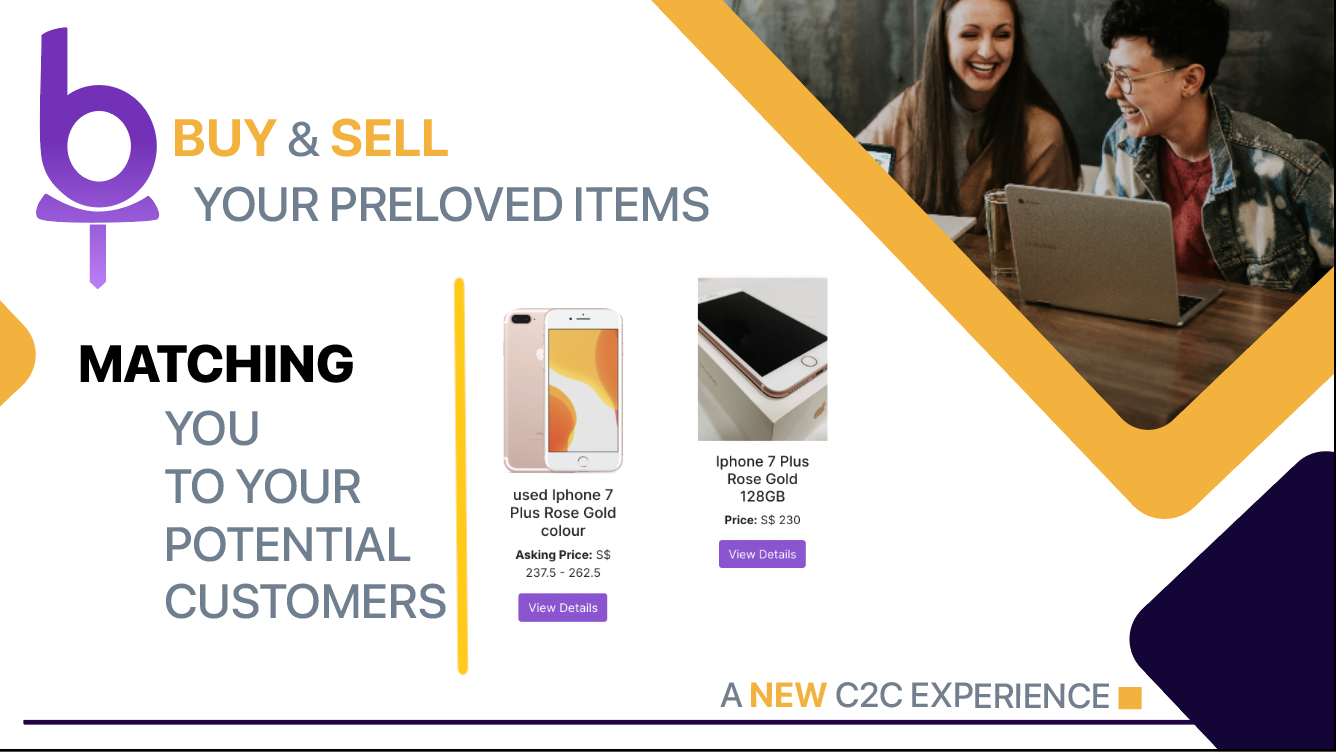 BUY & SELL
YOUR PRELOVED ITEMS
MATCHING
YOU
TO YOUR
POTENTIAL
CUSTOMERS
used Iphone 7
Plus Rose Gold
colour
Asking Price: S$
237.5 - 262.5
View Details
Iphone 7 Plus
Rose Gold
128GB
Price: S$ 230
View Details
A NEW C2C EXPERIENCE